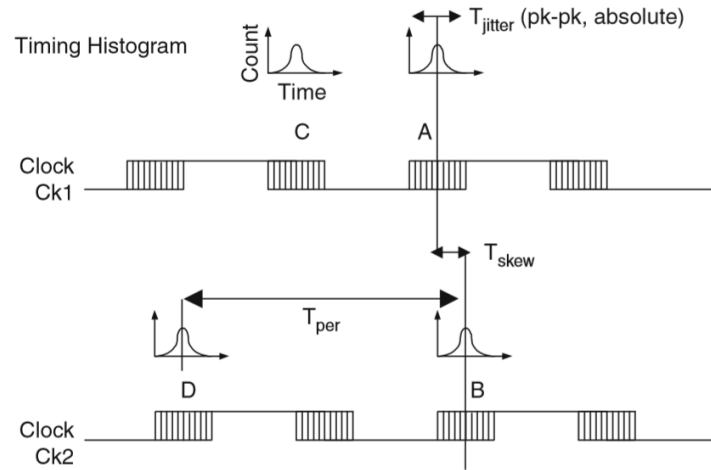 T_jitter (pk-pk, absolute)
Timing Histogram
Count
Time
C
A
Clock
Ck1
T_skew
T_per
D
B
Clock
Ck2